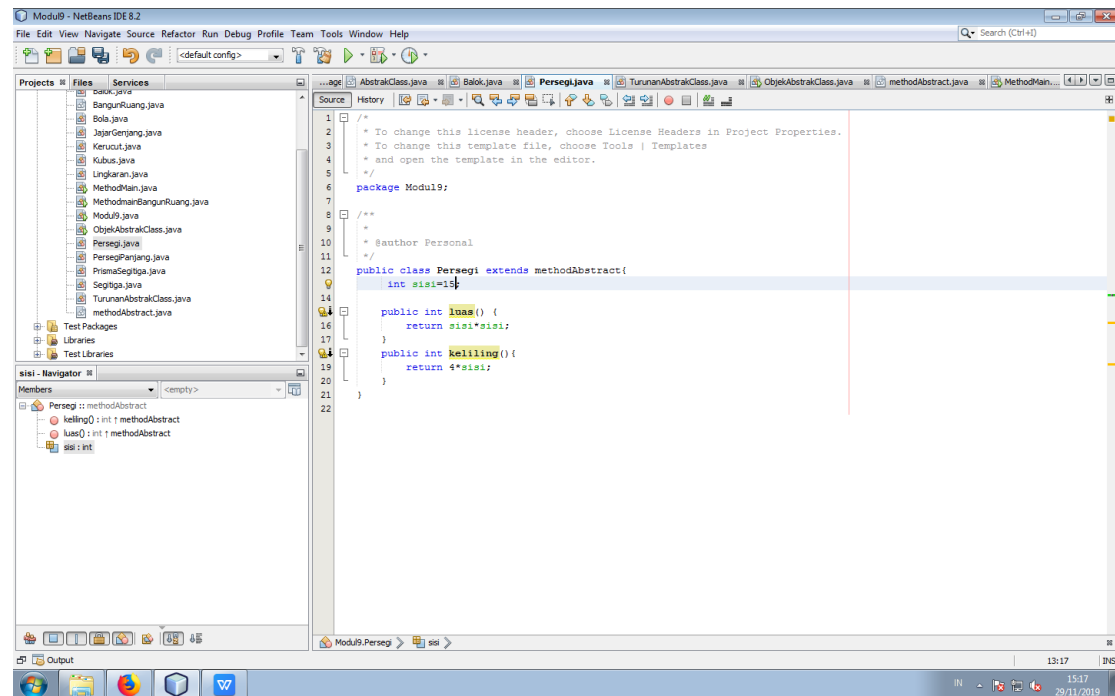 Modul9 - NetBeans IDE 8.2
File Edit View Navigate Source Refactor Run Debug Profile Team Tools Window Help
Search (Ctrl+I)
<default config>
Projects Files Services
...age AbstrakClass.java Balok.java Persegi.java TurunanAbstrakClass.java ObjekAbstrakClass.java methodAbstract.java MethodMain....
Source History
Balok.java
BangunRuang.java
Bola.java
JajarGenjang.java
Kerucut.java
Kubus.java
Lingkaran.java
MethodMain.java
MethodmainBangunRuang.java
Modul9.java
ObjekAbstrakClass.java
Persegi.java
PersegiPanjang.java
PrismaSegitiga.java
Segitiga.java
TurunanAbstrakClass.java
methodAbstract.java
Test Packages
Libraries
Test Libraries
sisi - Navigator
Members <empty>
Persegi :: methodAbstract
keliling() : int ↑ methodAbstract
luas() : int ↑ methodAbstract
sisi : int
1 /*
2 * To change this license header, choose License Headers in Project Properties.
3 * To change this template file, choose Tools | Templates
4 * and open the template in the editor.
5 */
6 package Modul9;
7
8 /**
9 *
10 * @author Personal
11 */
12 public class Persegi extends methodAbstract{
int sisi=15;
14
public int luas() {
16 return sisi*sisi;
17 }
public int keliling(){
19 return 4*sisi;
20 }
21 }
22
Modul9.Persegi sisi
Output
13:17 INS
IN 15:17
29/11/2019